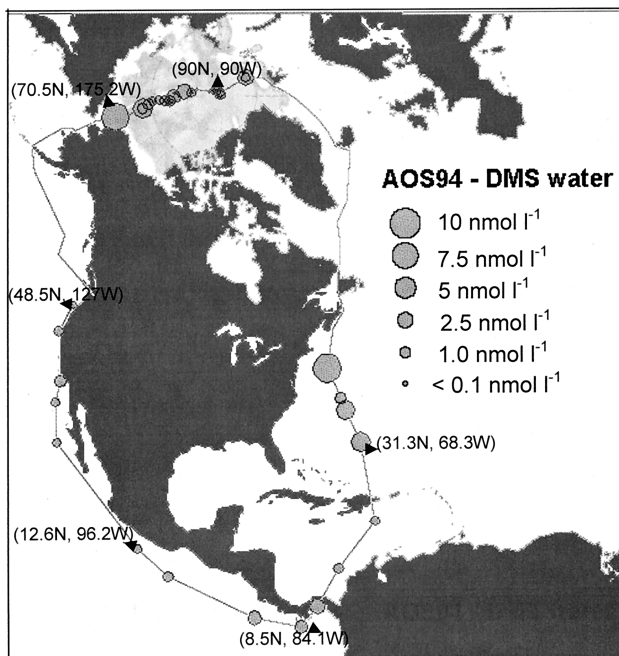 (90N, 90W)
(70.5N, 175.2W)
AOS94 - DMS water
10 nmol l⁻¹
7.5 nmol l⁻¹
5 nmol l⁻¹
(48.5N, 127W)
2.5 nmol l⁻¹
1.0 nmol l⁻¹
< 0.1 nmol l⁻¹
(31.3N, 68.3W)
(12.6N, 96.2W)
(8.5N, 84.1W)